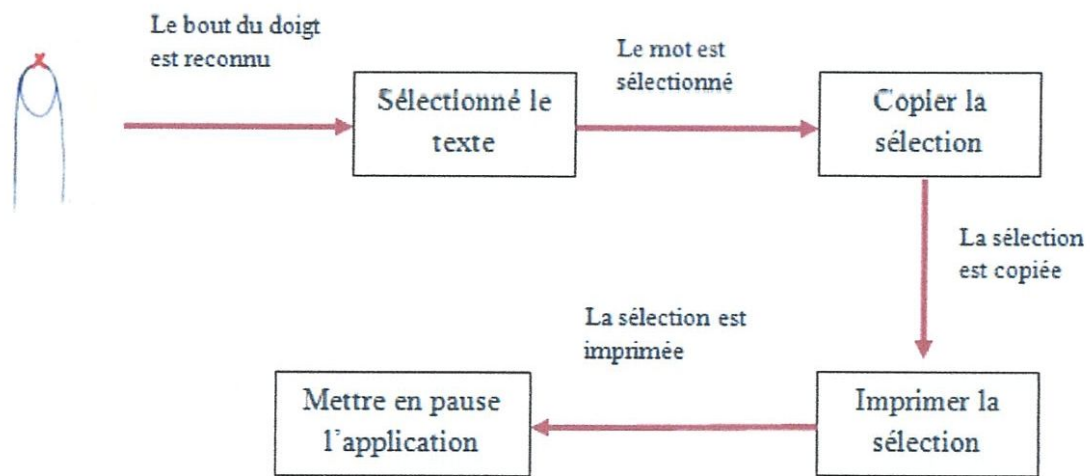 Le bout du doigt
est reconnu
Sélectionné le
texte
Le mot est
sélectionné
Copier la
sélection
La sélection
est copiée
Imprimer la
sélection
La sélection est
imprimée
Mettre en pause
l'application